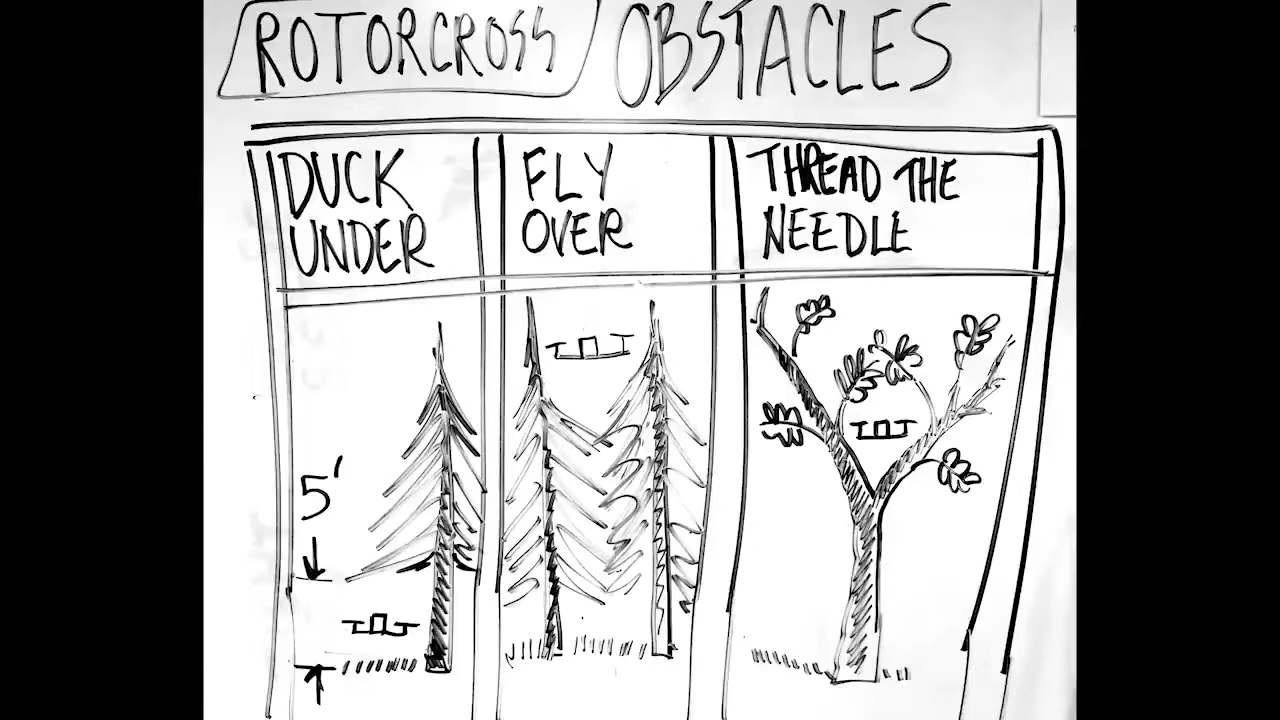 ROTORCROSS OBSTACLES
DUCK
UNDER
FLY
OVER
THREAD THE
NEEDLE
5'